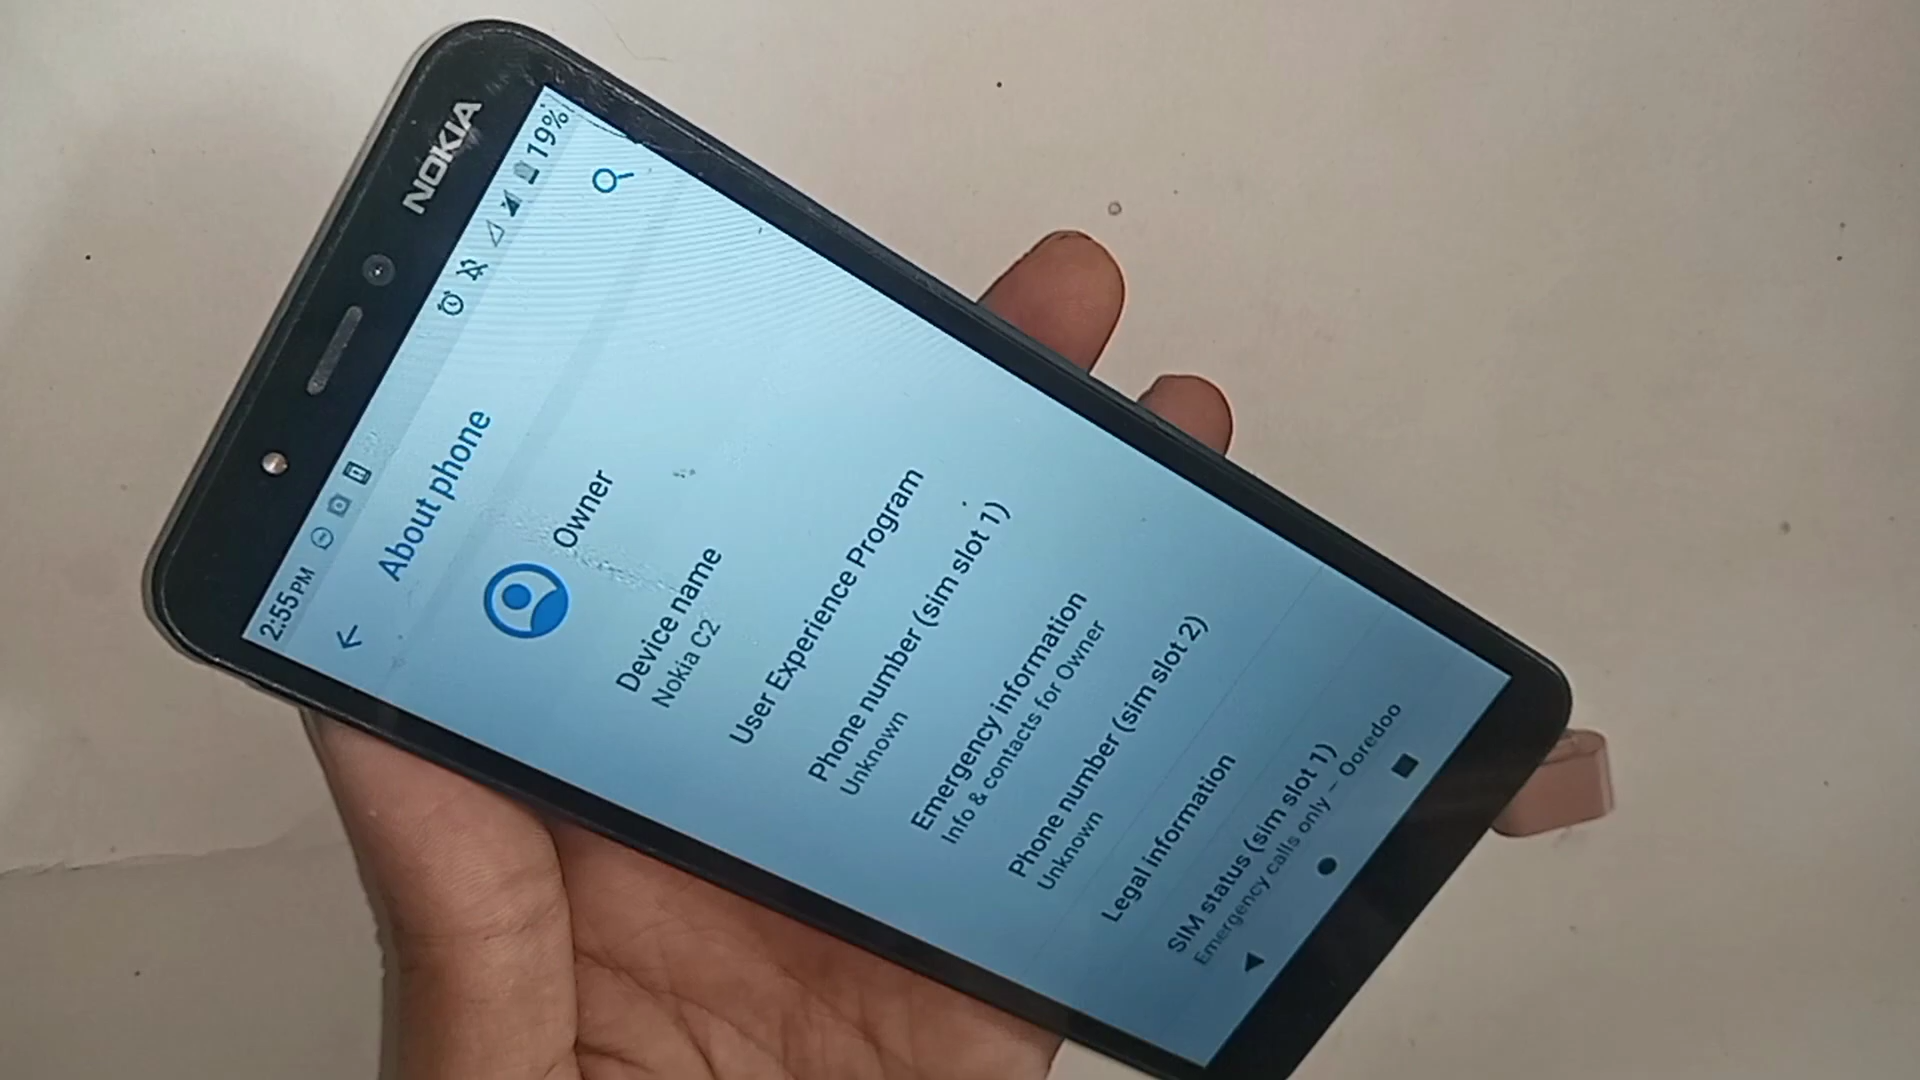 NOKIA
2:55 PM 19%
About phone
Owner
Device name
Nokia C2
User Experience Program
Phone number (sim slot 1)
Unknown
Emergency information
Info & contacts for Owner
Phone number (sim slot 2)
Unknown
Legal information
SIM status (sim slot 1)
Emergency calls only – Ooredoo